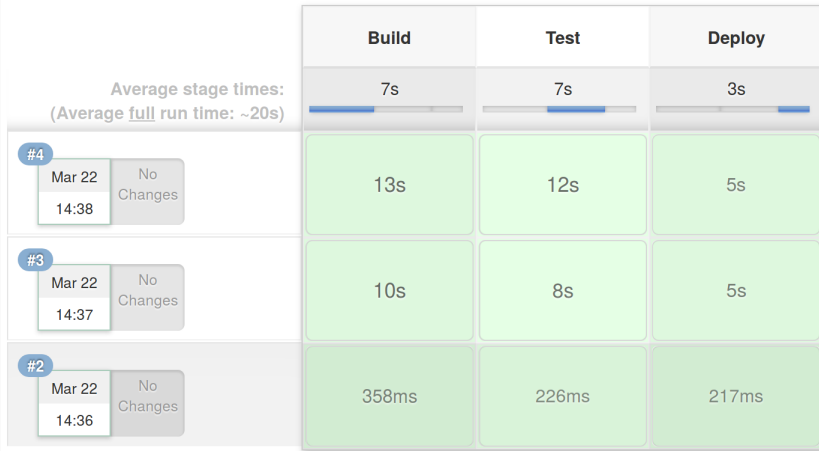 Build Test Deploy
Average stage times: 7s 7s 3s
(Average full run time: ~20s)
#4
Mar 22 No
Changes
14:38
13s 12s 5s
#3
Mar 22 No
Changes
14:37
10s 8s 5s
#2
Mar 22 No
Changes
14:36
358ms 226ms 217ms